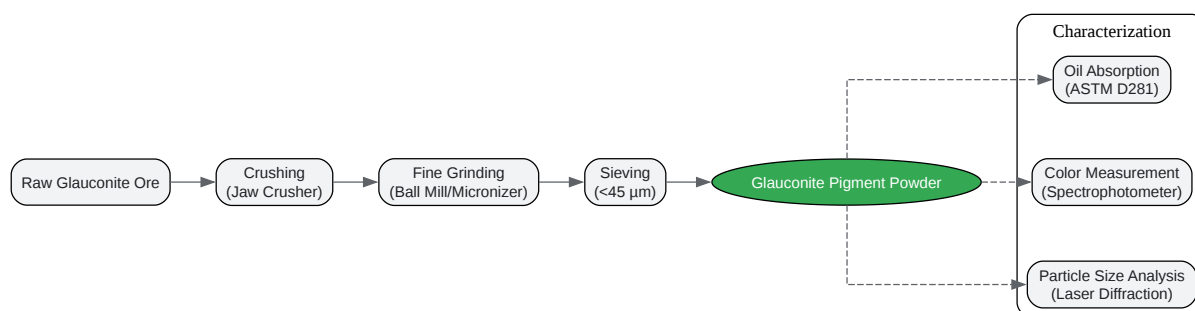 Characterization
Oil Absorption
(ASTM D281)
Raw Glauconite Ore
Crushing
(Jaw Crusher)
Fine Grinding
(Ball Mill/Micronizer)
Sieving
(<45 µm)
Glauconite Pigment Powder
Color Measurement
(Spectrophotometer)
Particle Size Analysis
(Laser Diffraction)